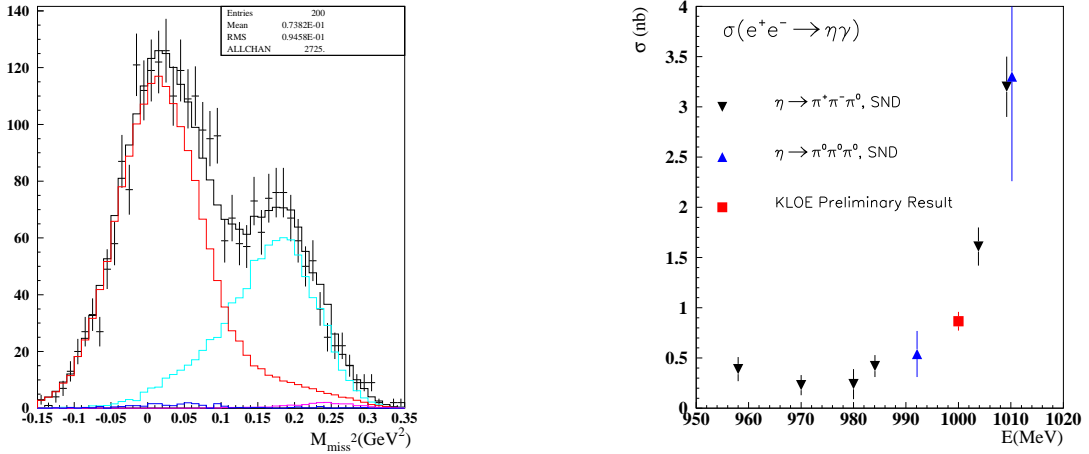 Entries 200
Mean 0.7382E-01
RMS 0.9458E-01
ALLCHAN 2725.
140
120
100
80
60
40
20
0
-0.15 -0.1 -0.05 0 0.05 0.1 0.15 0.2 0.25 0.3 0.35
M_miss²(GeV²)
σ (nb)
4
3.5
3
2.5
2
1.5
1
0.5
0
σ(e⁺e⁻ → ηγ)
η → π⁺π⁻π⁰, SND
η → π⁰π⁰π⁰, SND
KLOE Preliminary Result
950 960 970 980 990 1000 1010 1020
E(MeV)